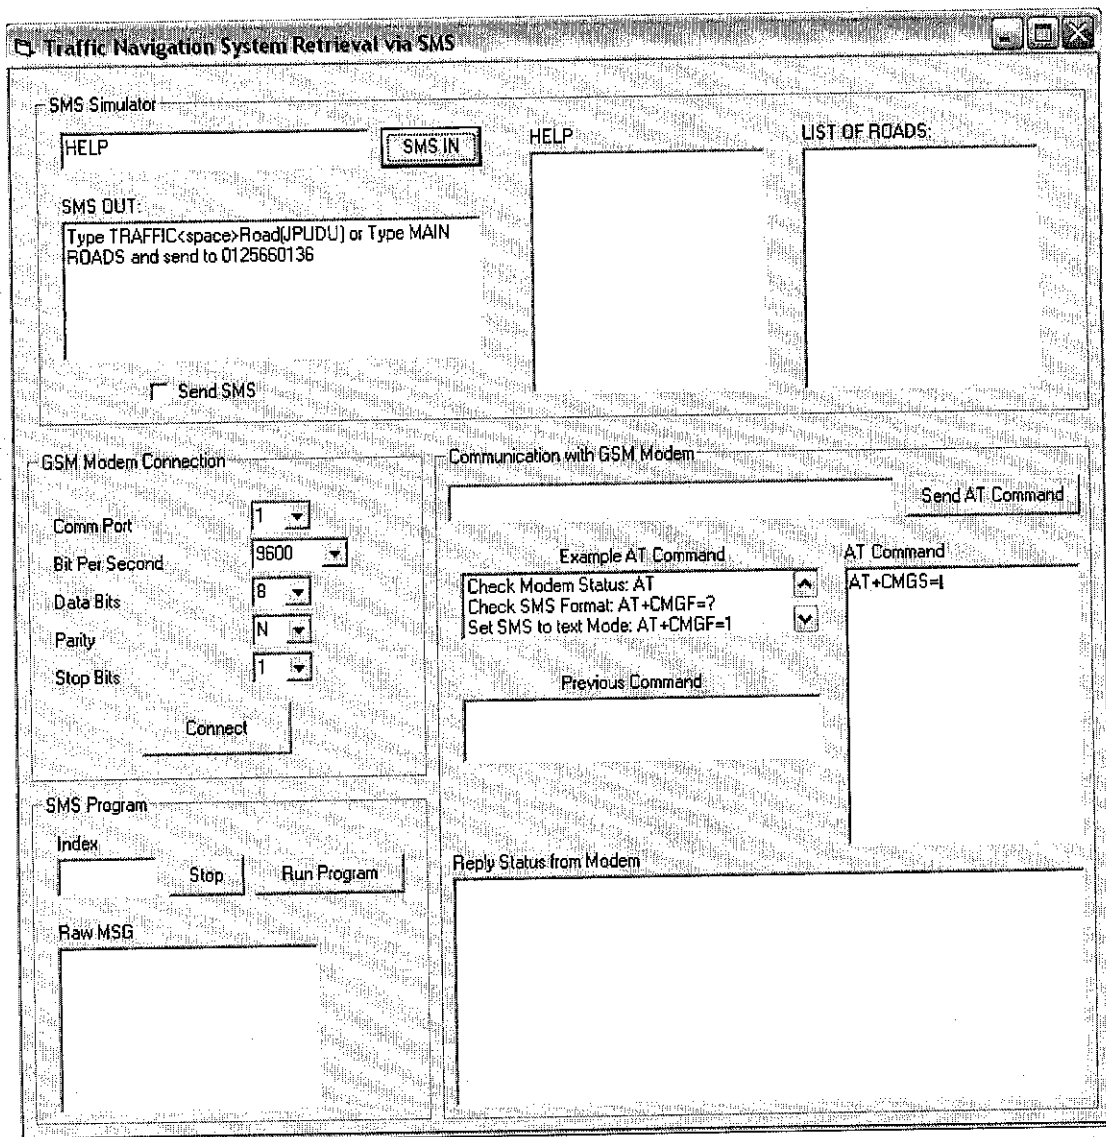 Traffic Navigation System Retrieval via SMS
SMS Simulator
HELP
SMS IN
HELP
LIST OF ROADS:
SMS OUT:
Type TRAFFIC<space>Road(JPUDU) or Type MAIN
ROADS and send to 0125660136
Send SMS
GSM Modem Connection
Comm Port
1
Bit Per Second
9600
Data Bits
8
Parity
N
Stop Bits
1
Connect
Communication with GSM Modem
Send AT Command
Example AT Command
Check Modem Status: AT
Check SMS Format: AT+CMGF=?
Set SMS to text Mode: AT+CMGF=1
AT Command
AT+CMGS=
Previous Command
SMS Program
Index
Stop
Run Program
Raw MSG
Reply Status from Modem